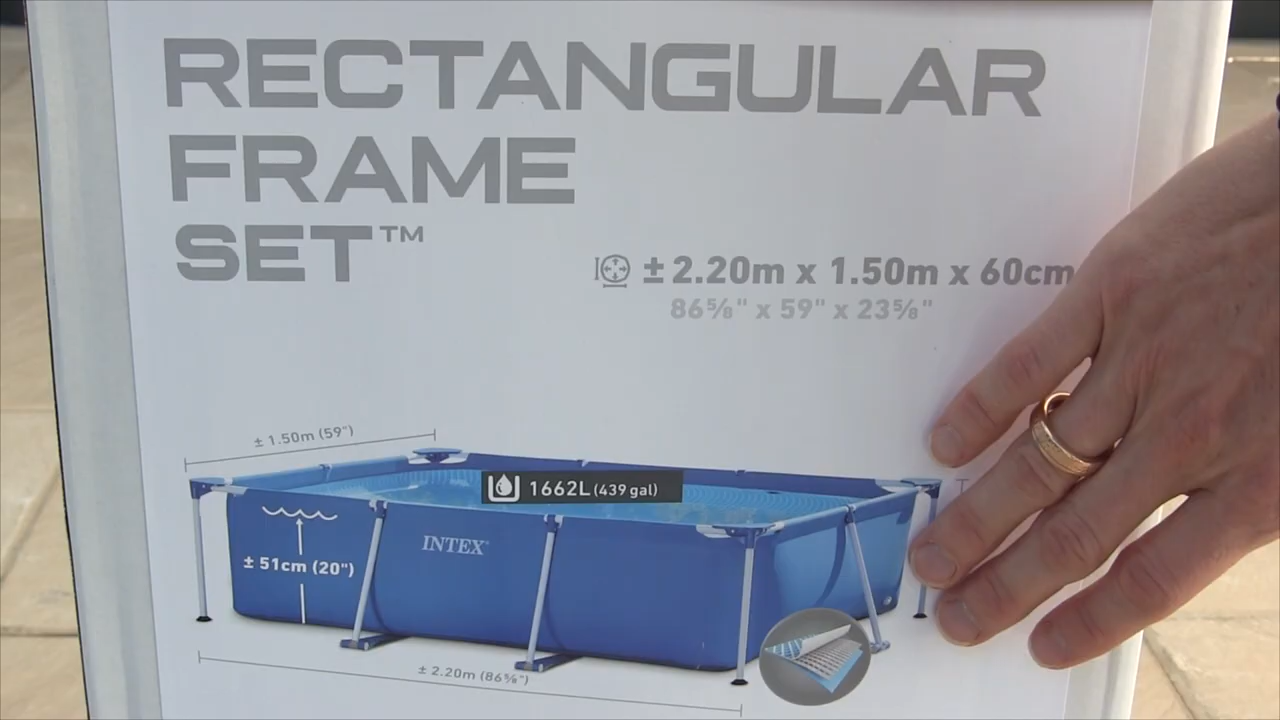 RECTANGULAR
FRAME
SET™
± 2.20m x 1.50m x 60cm
86⅝" x 59" x 23⅝"
± 1.50m (59")
1662L (439 gal)
INTEX®
± 51cm (20")
± 2.20m (86⅝")